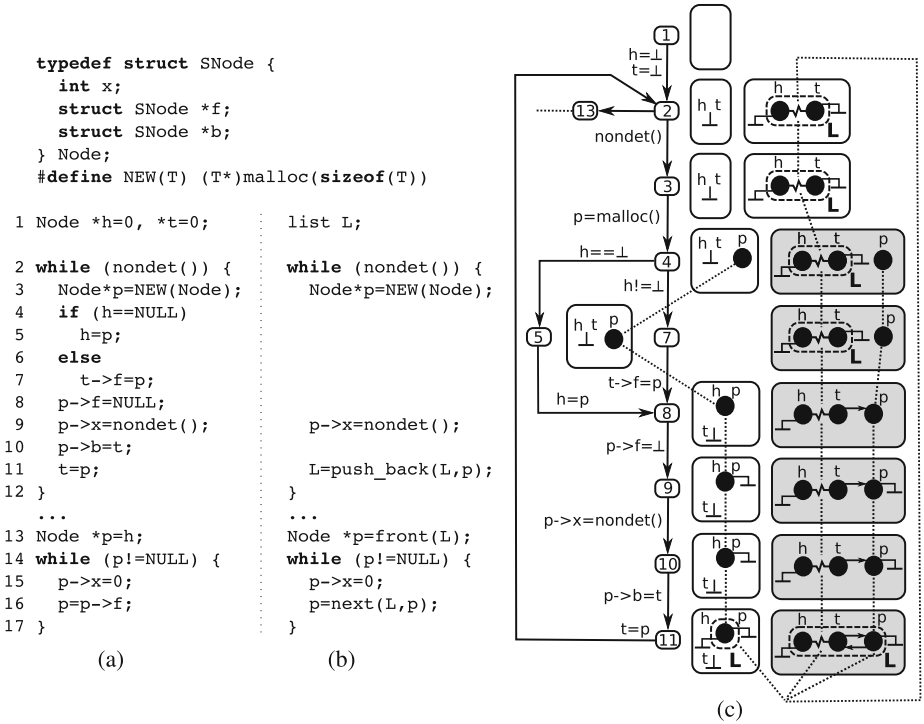 typedef struct SNode {
int x;
struct SNode *f;
struct SNode *b;
} Node;
#define NEW(T) (T*)malloc(sizeof(T))
1 Node *h=0, *t=0;
2 while (nondet()) {
3 Node*p=NEW(Node);
4 if (h==NULL)
5 h=p;
6 else
7 t->f=p;
8 p->f=NULL;
9 p->x=nondet();
10 p->b=t;
11 t=p;
12 }
...
13 Node *p=h;
14 while (p!=NULL) {
15 p->x=0;
16 p=p->f;
17 }
(a)
list L;
while (nondet()) {
Node*p=NEW(Node);
p->x=nondet();
L=push_back(L,p);
}
...
Node *p=front(L);
while (p!=NULL) {
p->x=0;
p=next(L,p);
}
(b)
1
h=⊥
t=⊥
13
2
h t
⊥
h t
L
nondet()
3
h t
⊥
h t
L
p=malloc()
h==⊥
4
h t p
⊥
h t p
L
h!=⊥
5
h t p
⊥
7
h t p
L
t->f=p
h=p
8
h p
t⊥
h t p
p->f=⊥
9
h p
t⊥
h t p
p->x=nondet()
10
h p
t⊥
h t p
p->b=t
t=p
11
h p
t⊥ L
h t p
L
(c)